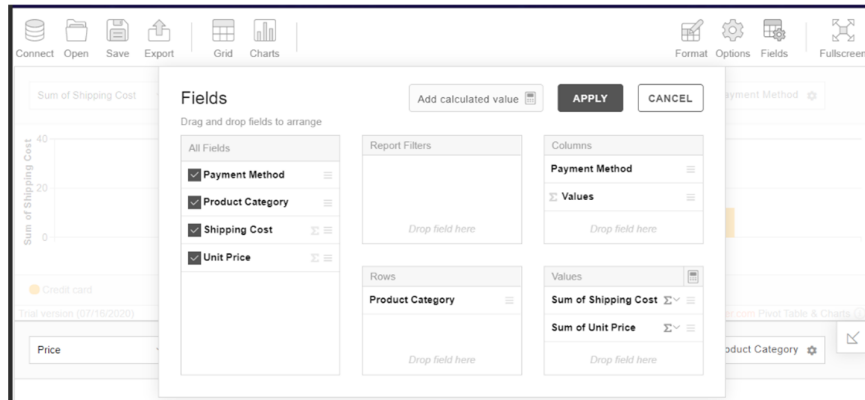 Connect Open Save Export Grid Charts Format Options Fields Fullscreen
Sum of Shipping Cost
Fields
Add calculated value
APPLY
CANCEL
Payment Method
Drag and drop fields to arrange
All Fields
Payment Method
Product Category
Shipping Cost Σ
Unit Price Σ
Report Filters
Drop field here
Columns
Payment Method
Σ Values
Drop field here
Rows
Product Category
Drop field here
Values
Sum of Shipping Cost Σ
Sum of Unit Price Σ
Drop field here
Sum of Shipping Cost
40
20
0
Credit card
Trial version (07/16/2020)
Pivot Table & Charts
Price
Category